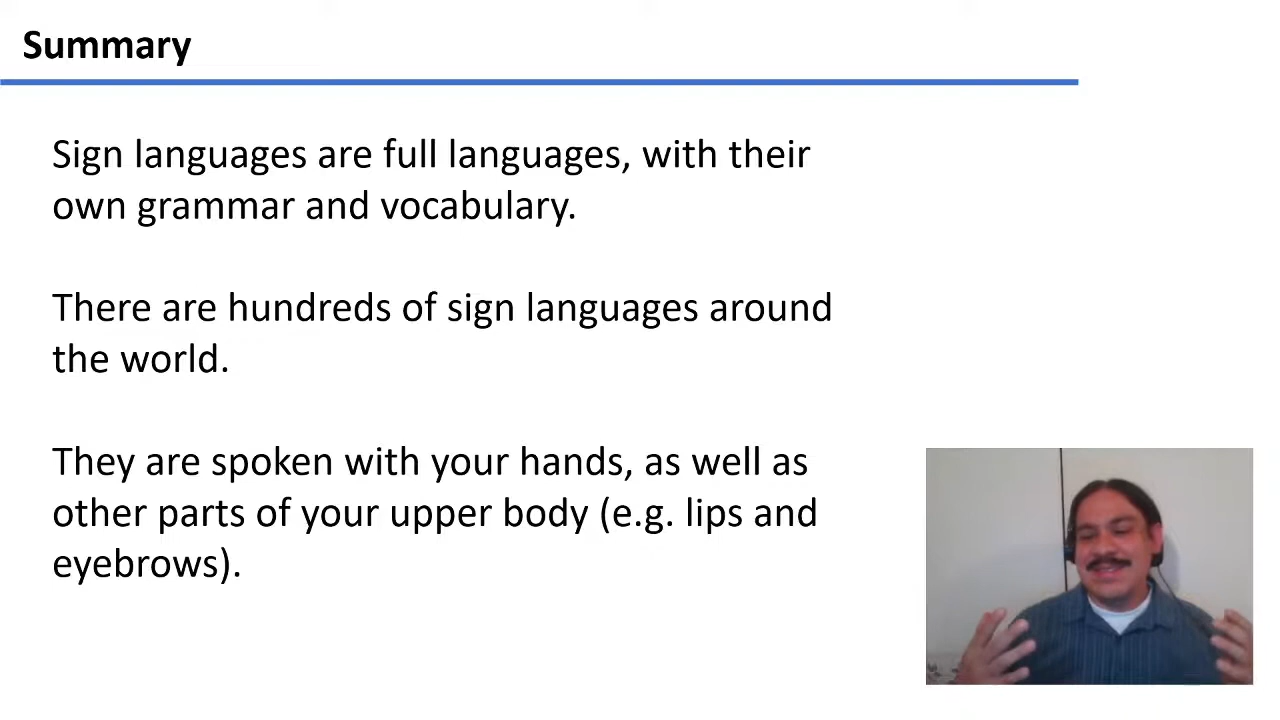 Summary
Sign languages are full languages, with their
own grammar and vocabulary.
There are hundreds of sign languages around
the world.
They are spoken with your hands, as well as
other parts of your upper body (e.g. lips and
eyebrows).